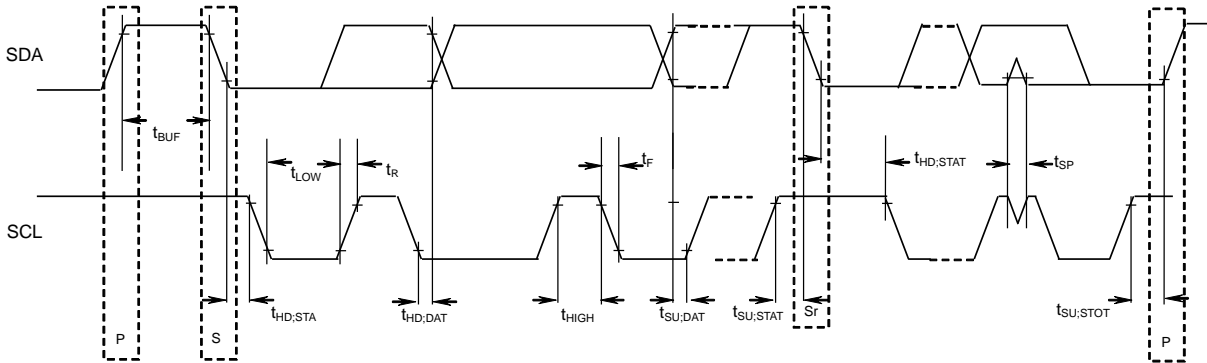 SDA
tBUF
tLOW
tR
tF
tHD;STAT
tSP
SCL
tHD;STA
tHD;DAT
tHIGH
tSU;DAT
tSU;STAT
Sr
tSU;STOT
P
S
P